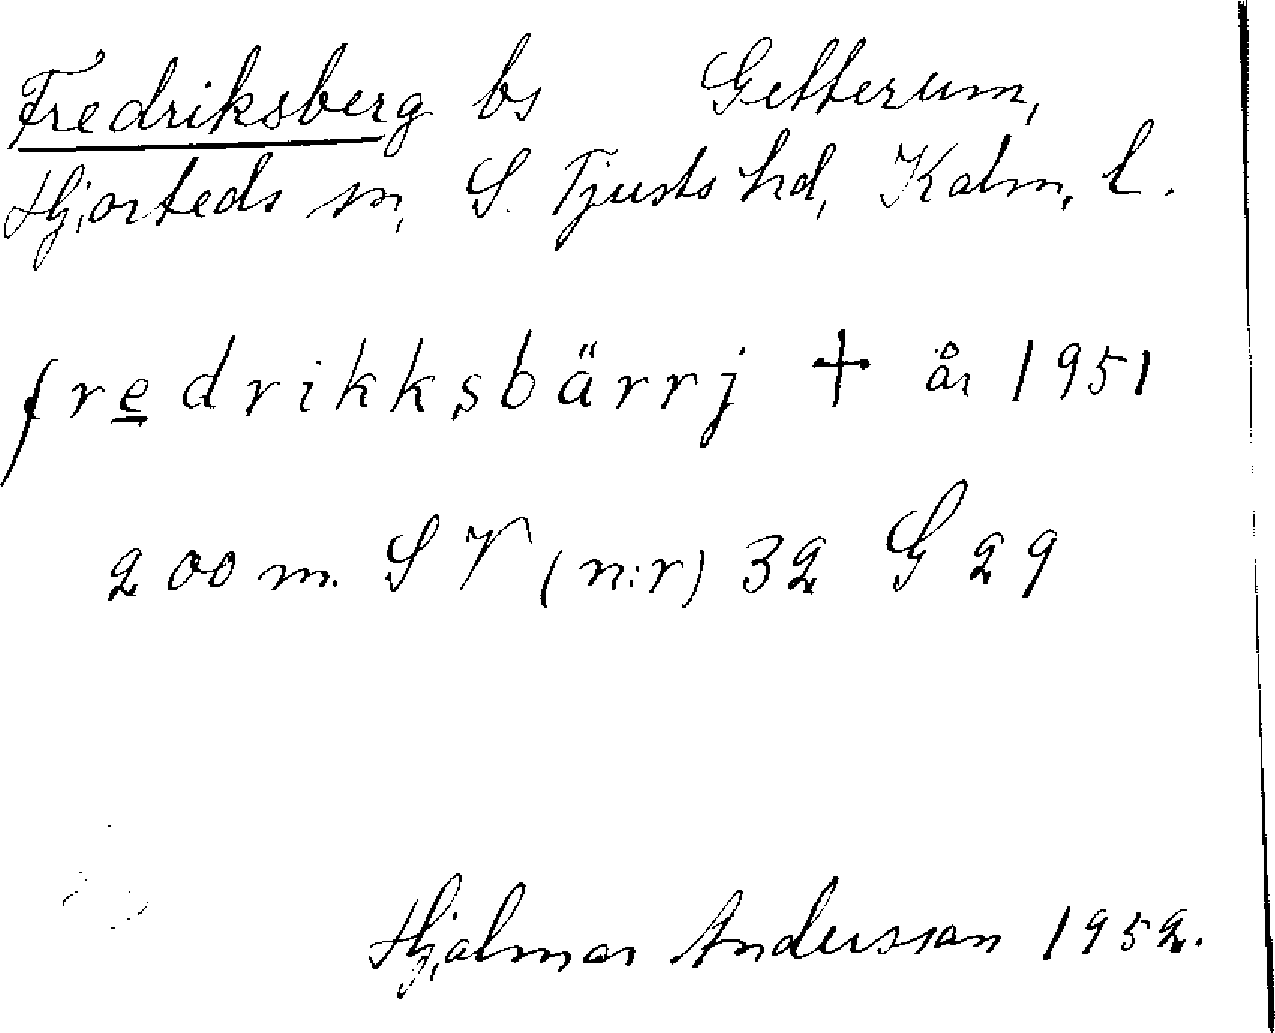 Fredriksberg bs Getterum,
Hjorteds sn, S. Tjusts hd, Kalm. l.
fredrikksbärrj + år 1951
200 m. SV (n:r) 32 G 29
Hjalmar Andersson 1952.